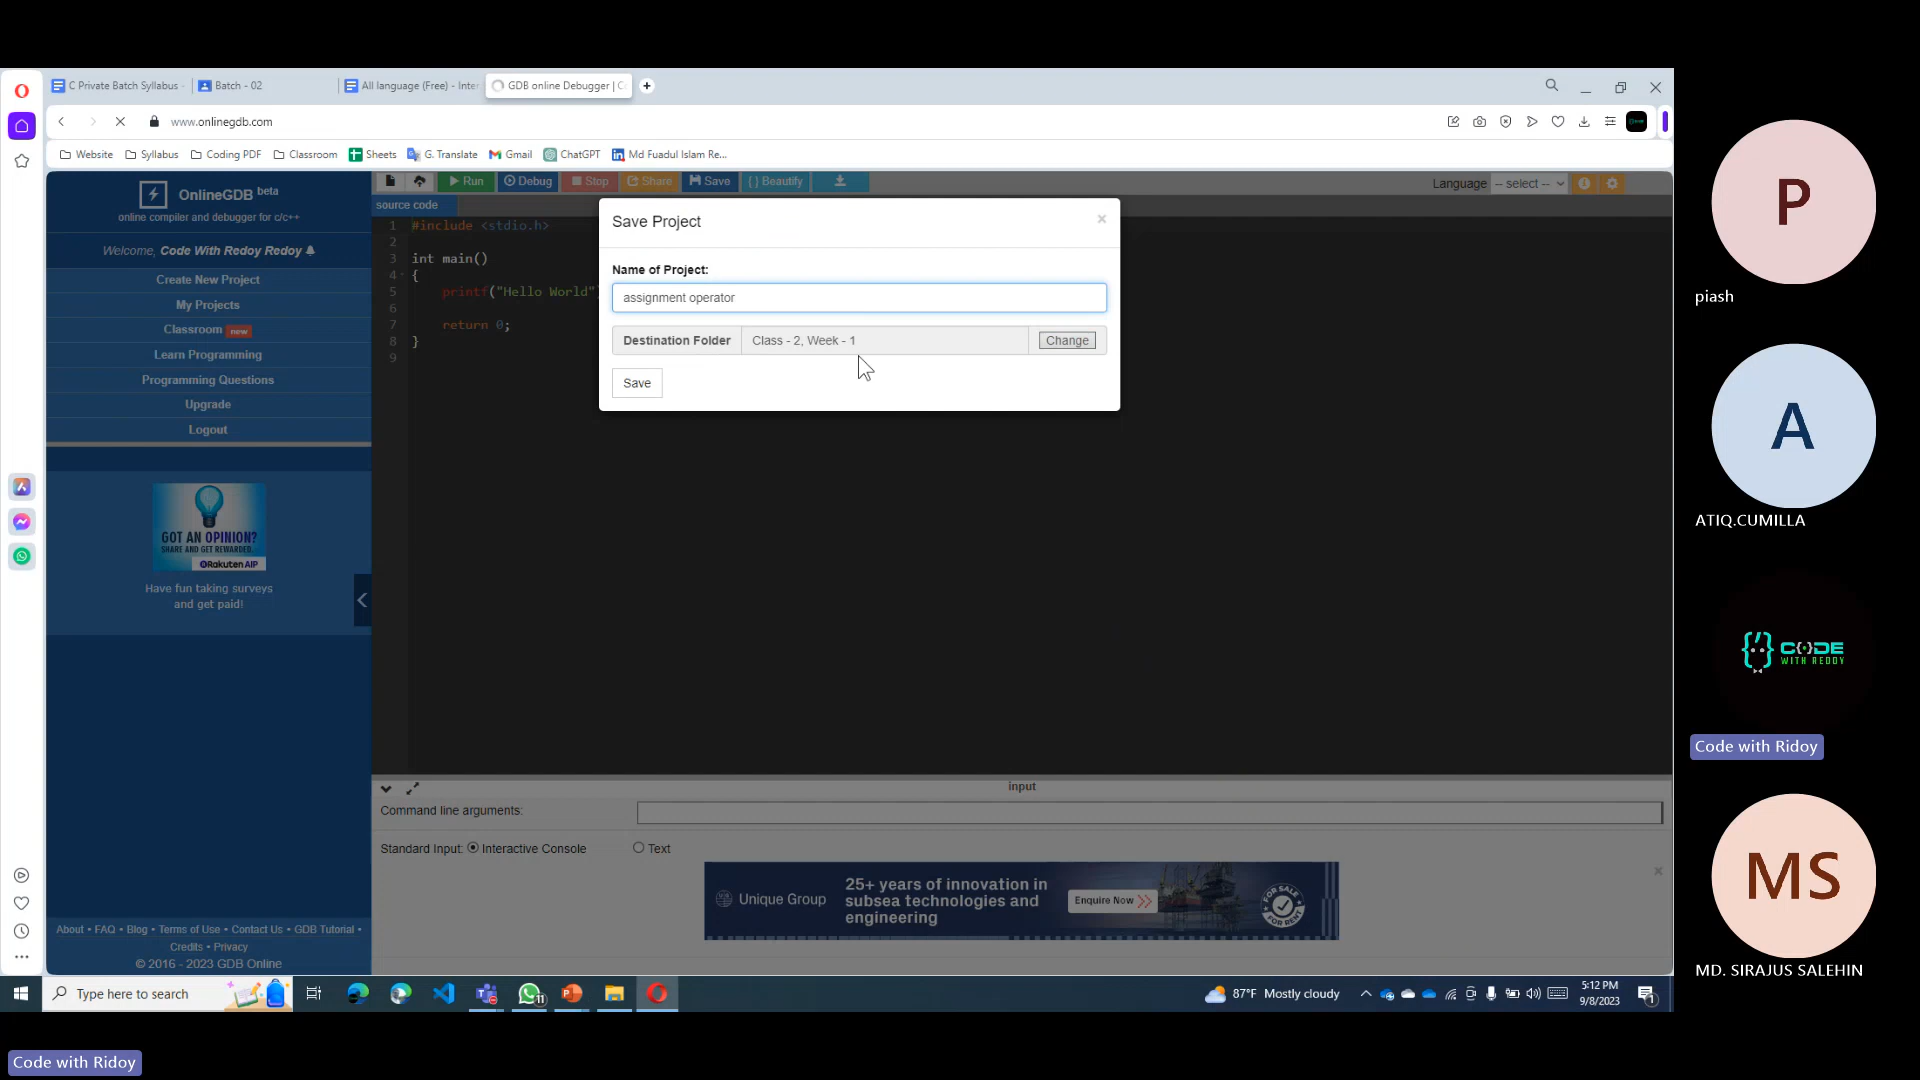 C Private Batch Syllabus
Batch - 02
All language (Free) - Inte
GDB online Debugger | C
www.onlinegdb.com
Website
Syllabus
Coding PDF
Classroom
Sheets
G. Translate
Gmail
ChatGPT
Md Fuadul Islam Re...
OnlineGDB beta
online compiler and debugger for c/c++
Welcome, Code With Redoy Redoy
Create New Project
My Projects
Classroom new
Learn Programming
Programming Questions
Upgrade
Logout
GOT AN OPINION?
SHARE AND GET REWARDED.
Rakuten AIP
Have fun taking surveys
and get paid!
About • FAQ • Blog • Terms of Use • Contact Us • GDB Tutorial •
Credits • Privacy
© 2016 - 2023 GDB Online
Run
Debug
Stop
Share
Save
{ } Beautify
Language
-- select --
source code
1 #include <stdio.h>
2
3 int main()
4 {
5 printf("Hello World"
6
7 return 0;
8 }
9
Save Project
×
Name of Project:
assignment operator
Destination Folder
Class - 2, Week - 1
Change
Save
input
Command line arguments:
Standard Input:
Interactive Console
Text
Unique Group
25+ years of innovation in
subsea technologies and
engineering
Enquire Now
FOR SALE
FOR RENT
Type here to search
11
87°F Mostly cloudy
5:12 PM
9/8/2023
1
P
piash
A
ATIQ.CUMILLA
CODE
WITH REDOY
Code with Ridoy
MS
MD. SIRAJUS SALEHIN
Code with Ridoy